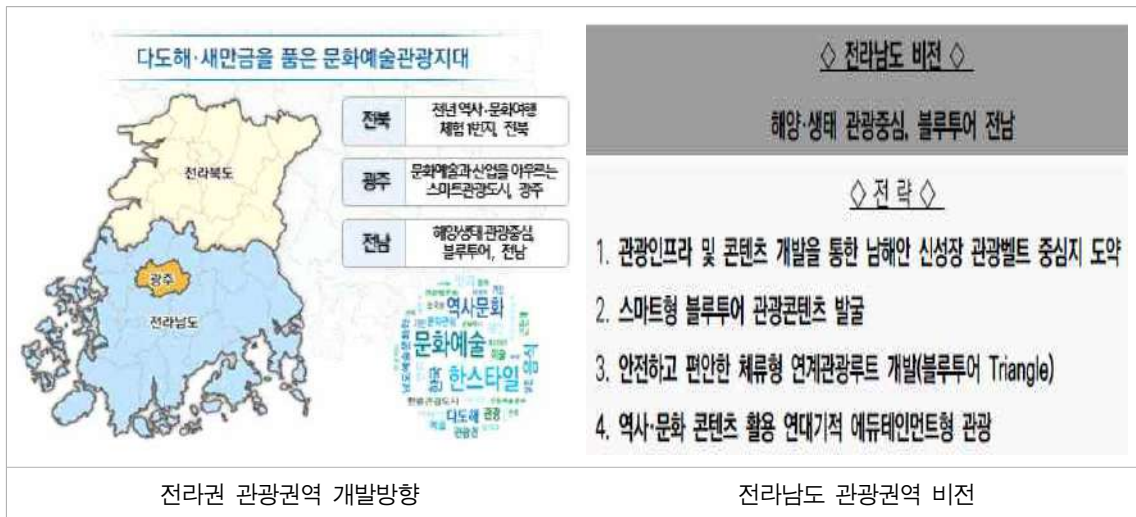 다도해·새만금을 품은 문화예술관광지대
전북
천년 역사·문화여행
체험 1번지, 전북
광주
문화예술과 산업을 아우르는
스마트관광도시, 광주
전남
해양생태 관광중심,
블루투어, 전남
전라북도
광주
전라남도
역사문화
문화예술
음식
한국
한스타일
다도해
관광
관광권
전라권 관광권역 개발방향
◇ 전라남도 비전 ◇
해양·생태 관광중심, 블루투어 전남
◇ 전 략 ◇
1. 관광인프라 및 콘텐츠 개발을 통한 남해안 신성장 관광벨트 중심지 도약
2. 스마트형 블루투어 관광콘텐츠 발굴
3. 안전하고 편안한 체류형 연계관광루트 개발(블루투어 Triangle)
4. 역사·문화 콘텐츠 활용 연대기적 에듀테인먼트형 관광
전라남도 관광권역 비전